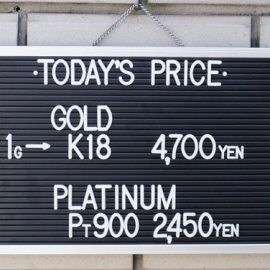 ·TODAY'S PRICE·
GOLD
1G→ K18 4,700YEN
PLATINUM
PT900 2,450YEN